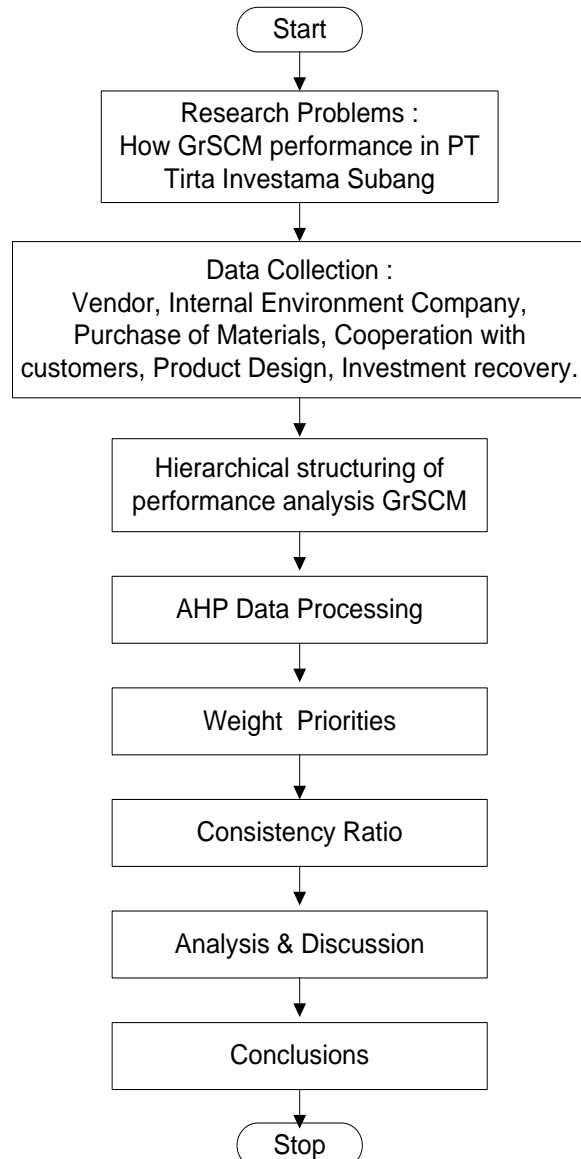 Start
Research Problems :
How GrSCM performance in PT
Tirta Investama Subang
Data Collection :
Vendor, Internal Environment Company,
Purchase of Materials, Cooperation with
customers, Product Design, Investment recovery.
Hierarchical structuring of
performance analysis GrSCM
AHP Data Processing
Weight Priorities
Consistency Ratio
Analysis & Discussion
Conclusions
Stop